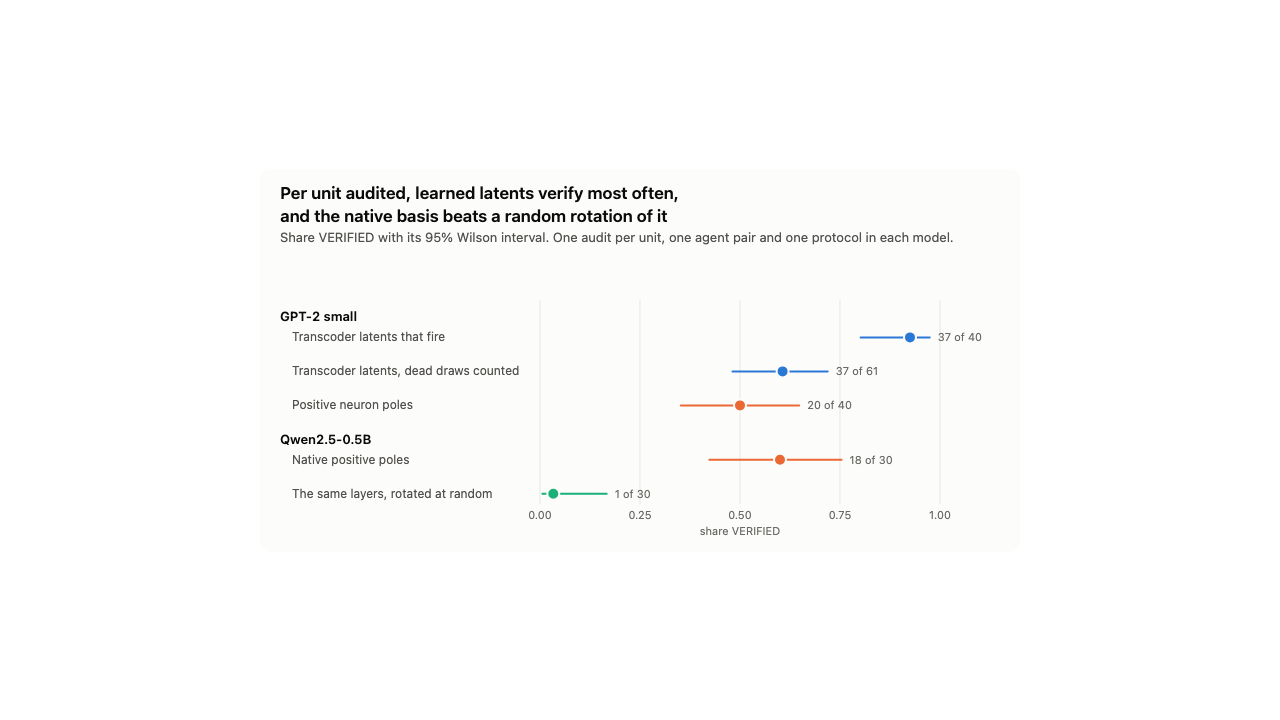 Per unit audited, learned latents verify most often,
and the native basis beats a random rotation of it
Share VERIFIED with its 95% Wilson interval. One audit per unit, one agent pair and one protocol in each model.
GPT-2 small
Transcoder latents that fire
37 of 40
Transcoder latents, dead draws counted
37 of 61
Positive neuron poles
20 of 40
Qwen2.5-0.5B
Native positive poles
18 of 30
The same layers, rotated at random
1 of 30
0.00 0.25 0.50 0.75 1.00
share VERIFIED